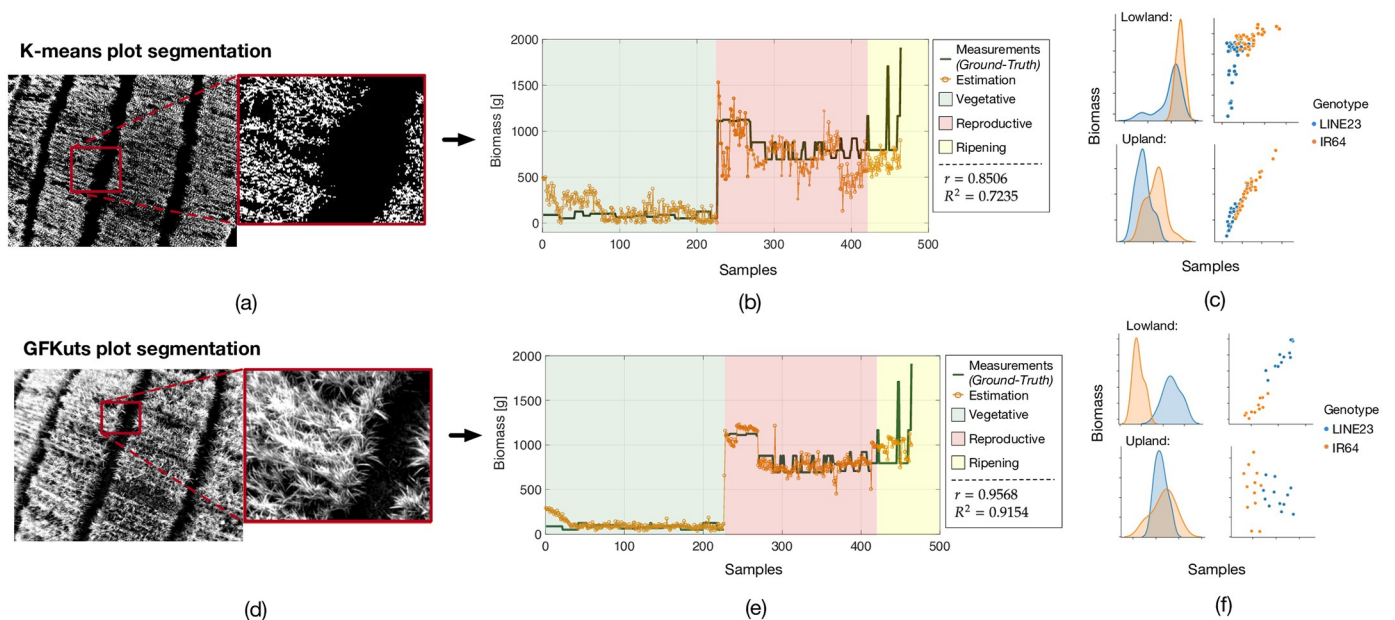 K-means plot segmentation
(a)
2000
1500
1000
500
0
Biomass [g]
0 100 200 300 400 500
Samples
Measurements
(Ground-Truth)
Estimation
Vegetative
Reproductive
Ripening
r = 0.8506
R² = 0.7235
(b)
Lowland:
Upland:
Biomass
Samples
Genotype
LINE23
IR64
(c)
GFKuts plot segmentation
(d)
2000
1500
1000
500
0
Biomass [g]
0 100 200 300 400 500
Samples
Measurements
(Ground-Truth)
Estimation
Vegetative
Reproductive
Ripening
r = 0.9568
R² = 0.9154
(e)
Lowland:
Upland:
Biomass
Samples
Genotype
LINE23
IR64
(f)